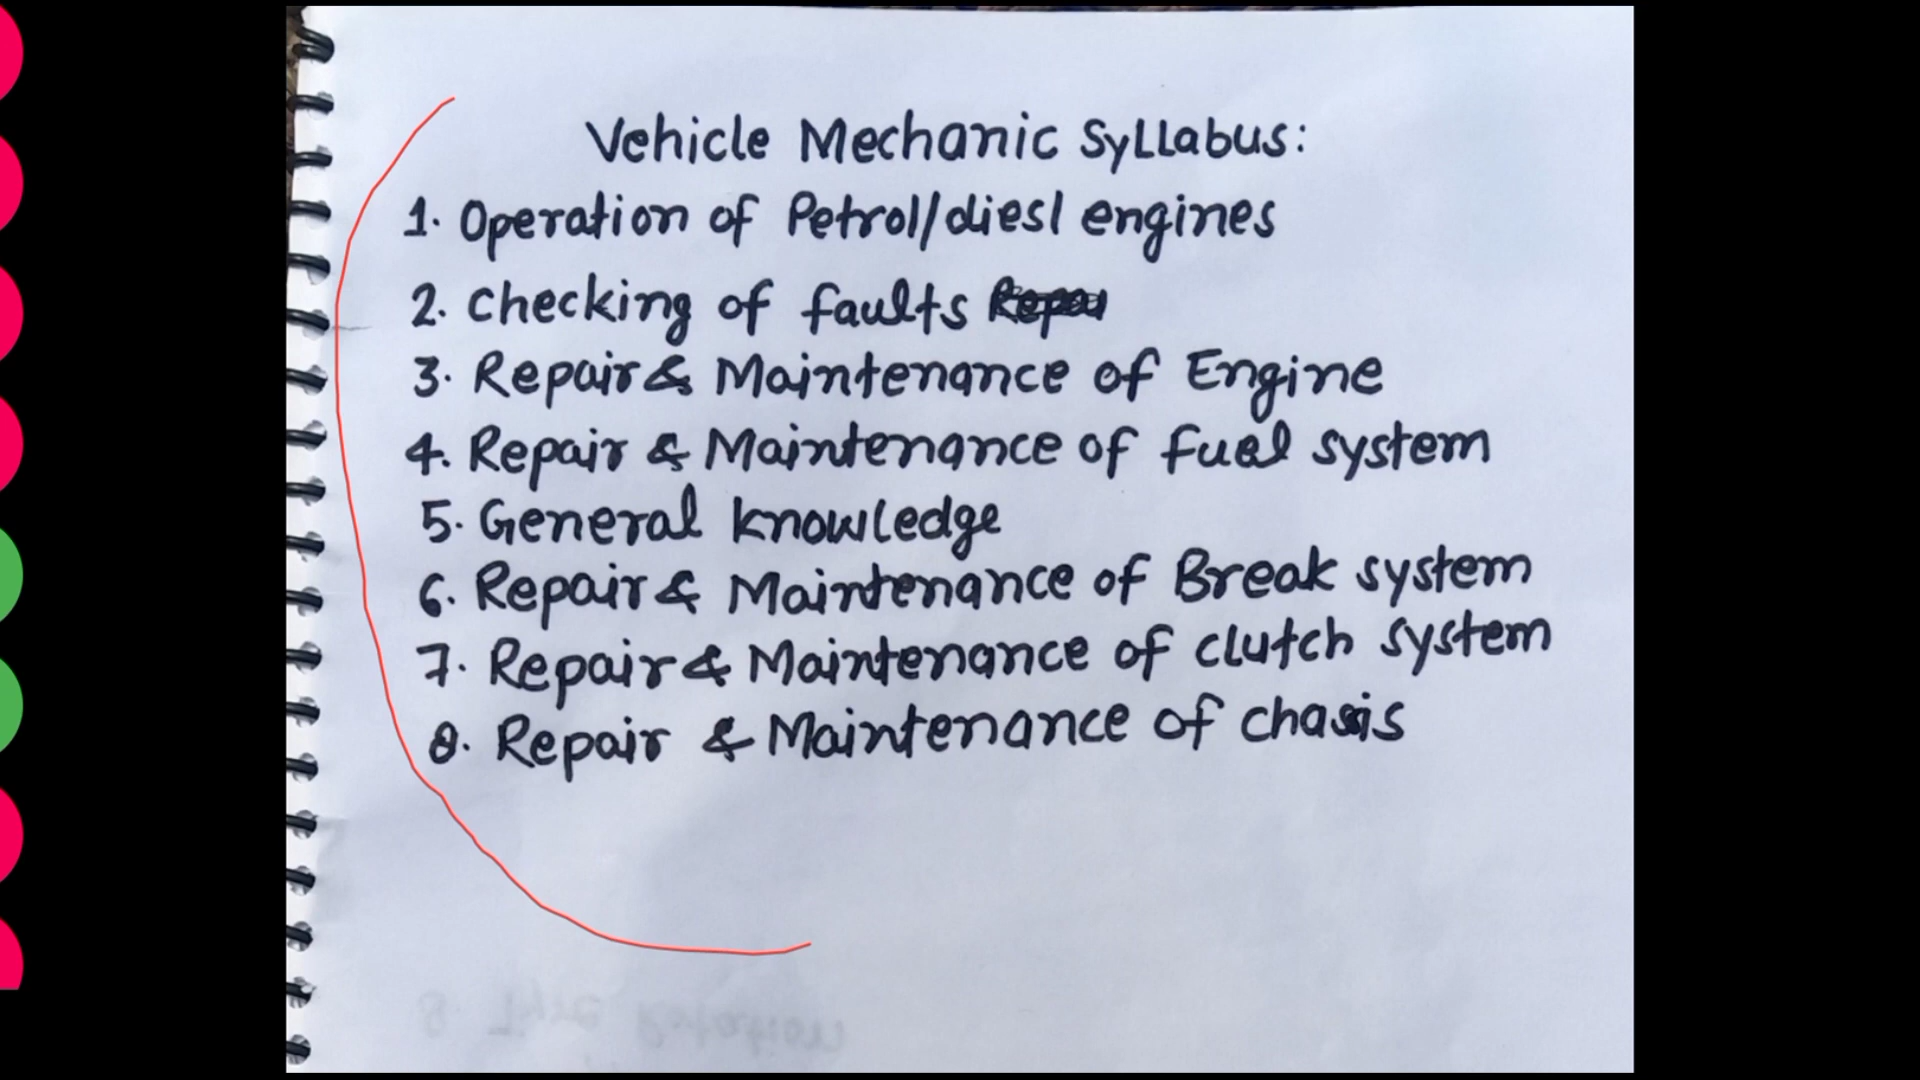 Vehicle Mechanic Syllabus:
1. Operation of Petrol/diesl engines
2. Checking of faults
3. Repair & Maintenance of Engine
4. Repair & Maintenance of fuel system
5. General knowledge
6. Repair & Maintenance of Break system
7. Repair & Maintenance of clutch system
8. Repair & Maintenance of chasis